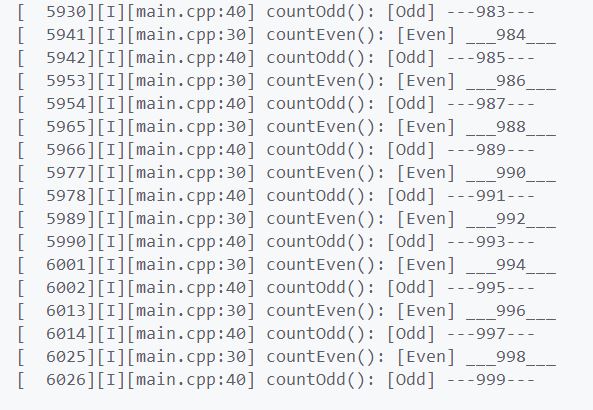 [  5930][I][main.cpp:40] countOdd(): [Odd] ---983---
[  5941][I][main.cpp:30] countEven(): [Even] ___984___
[  5942][I][main.cpp:40] countOdd(): [Odd] ---985---
[  5953][I][main.cpp:30] countEven(): [Even] ___986___
[  5954][I][main.cpp:40] countOdd(): [Odd] ---987---
[  5965][I][main.cpp:30] countEven(): [Even] ___988___
[  5966][I][main.cpp:40] countOdd(): [Odd] ---989---
[  5977][I][main.cpp:30] countEven(): [Even] ___990___
[  5978][I][main.cpp:40] countOdd(): [Odd] ---991---
[  5989][I][main.cpp:30] countEven(): [Even] ___992___
[  5990][I][main.cpp:40] countOdd(): [Odd] ---993---
[  6001][I][main.cpp:30] countEven(): [Even] ___994___
[  6002][I][main.cpp:40] countOdd(): [Odd] ---995---
[  6013][I][main.cpp:30] countEven(): [Even] ___996___
[  6014][I][main.cpp:40] countOdd(): [Odd] ---997---
[  6025][I][main.cpp:30] countEven(): [Even] ___998___
[  6026][I][main.cpp:40] countOdd(): [Odd] ---999---